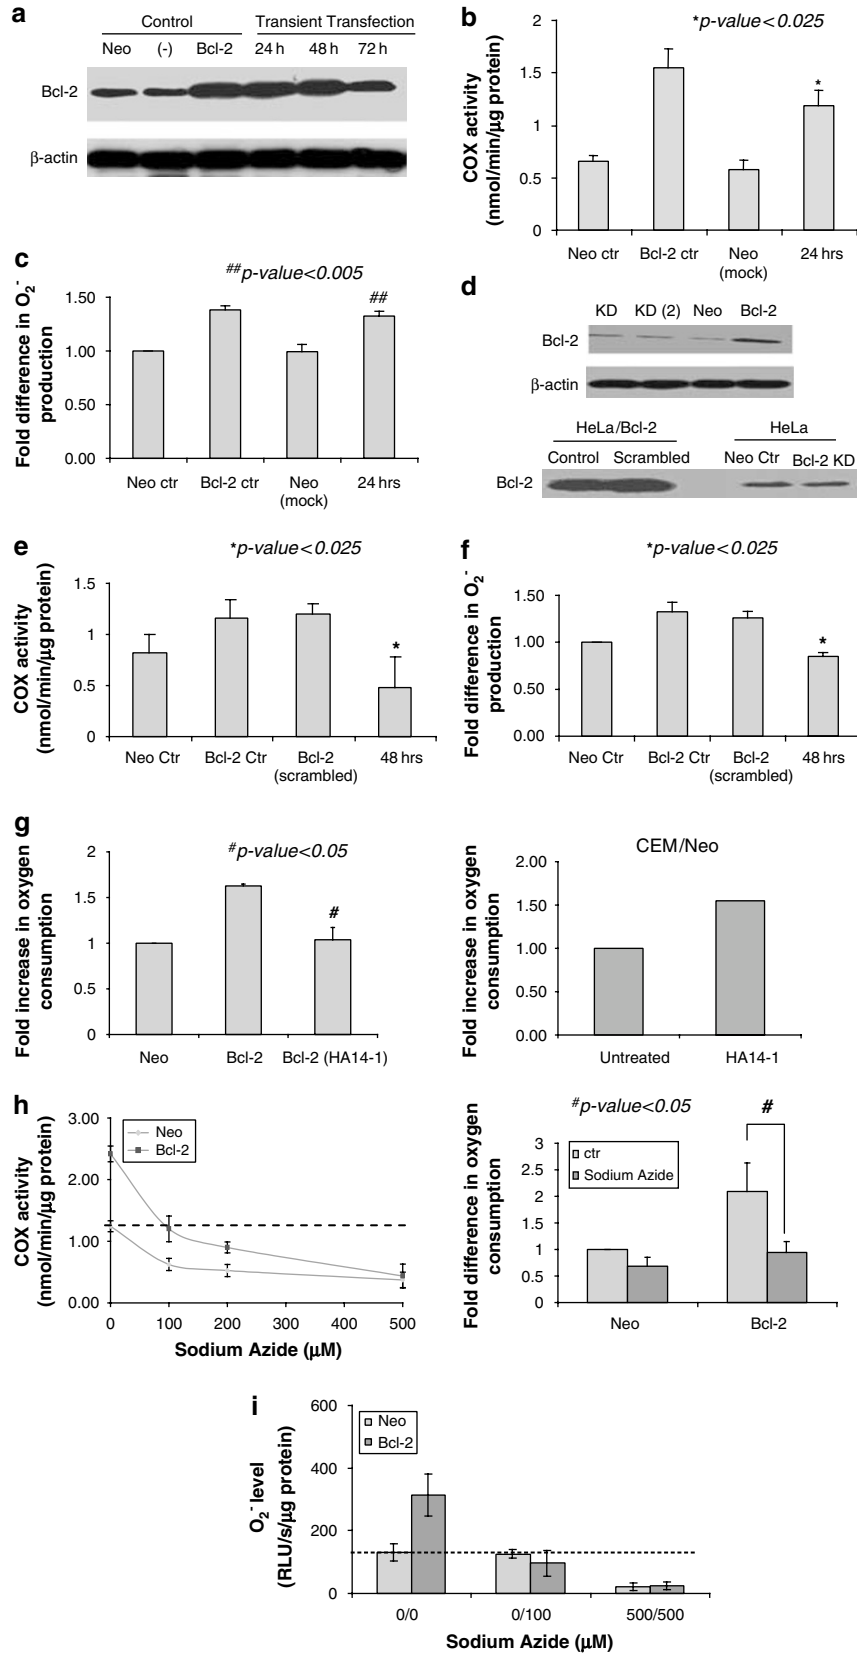 a
Control
Transient Transfection
Neo (-) Bcl-2 24 h 48 h 72 h
Bcl-2
β-actin
b
*p-value<0.025
COX activity
(nmol/min/μg protein)
2
1.5
1
0.5
0
Neo ctr Bcl-2 ctr Neo 24 hrs
(mock)
c
##p-value<0.005
Fold difference in O2-
production
1.50
1.00
0.50
0.00
##
Neo ctr Bcl-2 ctr Neo 24 hrs
(mock)
*
d
KD KD (2) Neo Bcl-2
Bcl-2
β-actin
HeLa/Bcl-2 HeLa
Control Scrambled Neo Ctr Bcl-2 KD
Bcl-2
e
*p-value<0.025
COX activity
(nmol/min/μg protein)
1.5
1
0.5
0
*
Neo Ctr Bcl-2 Ctr Bcl-2 48 hrs
(scrambled)
f
*p-value<0.025
Fold difference in O2-
production
1.50
1.00
0.50
0.00
*
Neo Ctr Bcl-2 Ctr Bcl-2 48 hrs
(scrambled)
g
#p-value<0.05
Fold increase in oxygen
consumption
2
1.5
1
0.5
0
#
Neo Bcl-2 Bcl-2 (HA14-1)
CEM/Neo
Fold increase in oxygen
consumption
2.00
1.50
1.00
0.50
0.00
Untreated HA14-1
h
COX activity
(nmol/min/μg protein)
3.00
2.00
1.00
0.00
Neo
Bcl-2
0 100 200 300 400 500
Sodium Azide (μM)
#p-value<0.05
#
Fold difference in oxygen
consumption
3
2.5
2
1.5
1
0.5
0
ctr
Sodium Azide
Neo Bcl-2
i
O2- level
(RLU/s/μg protein)
600
400
200
0
Neo
Bcl-2
0/0 0/100 500/500
Sodium Azide (μM)